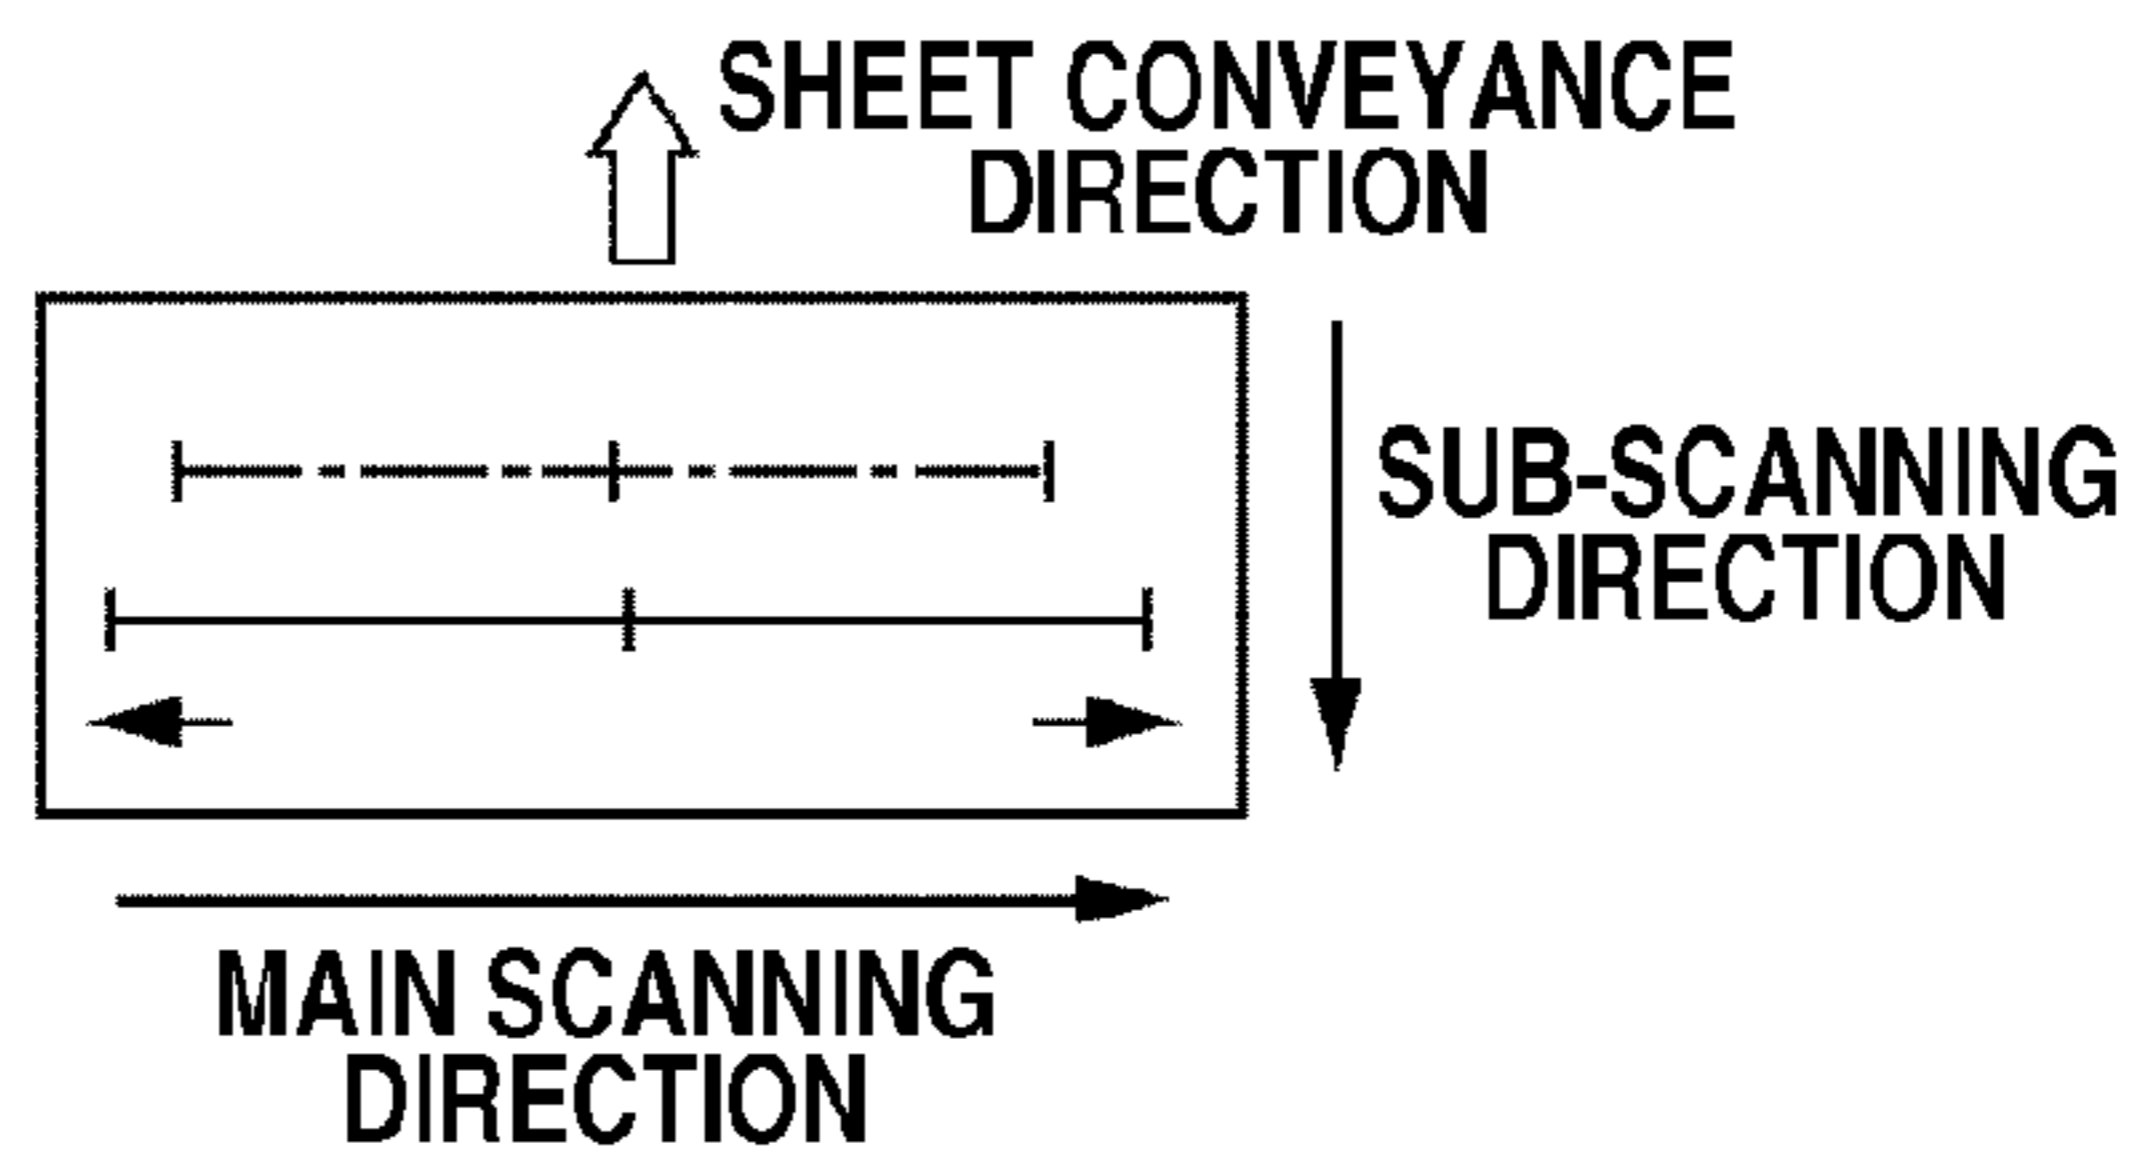 SHEET CONVEYANCE
DIRECTION
SUB-SCANNING
DIRECTION
MAIN SCANNING
DIRECTION